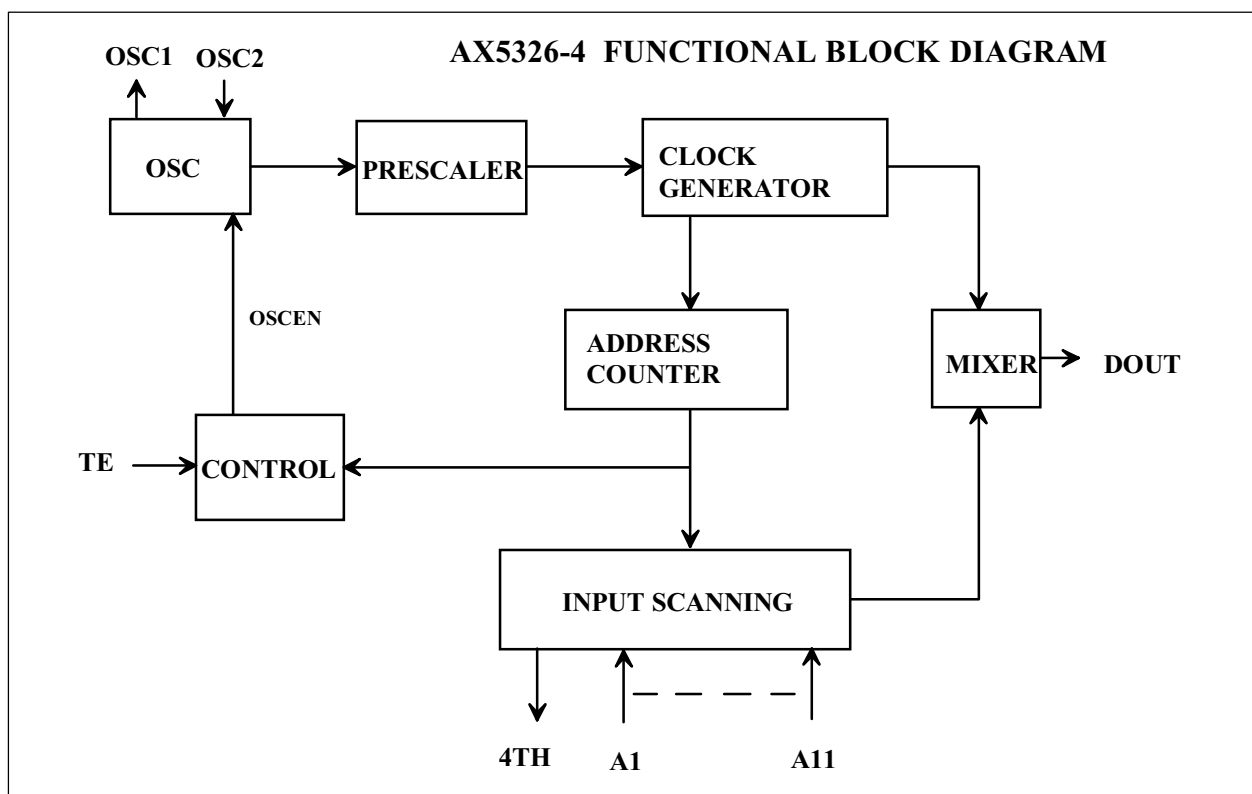 AX5326-4 FUNCTIONAL BLOCK DIAGRAM
OSC1
OSC2
OSC
PRESCALER
CLOCK
GENERATOR
OSCEN
ADDRESS
COUNTER
MIXER
DOUT
TE
CONTROL
INPUT SCANNING
4TH
A1
A11